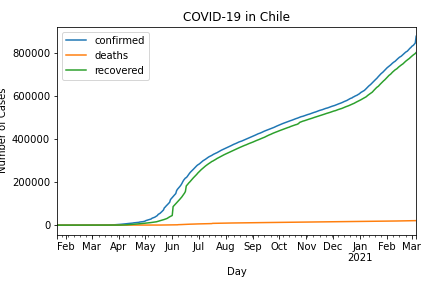 COVID-19 in Chile
confirmed
deaths
recovered
800000
600000
400000
200000
0
Number of Cases
Feb Mar Apr May Jun Jul Aug Sep Oct Nov Dec Jan Feb Mar
2021
Day